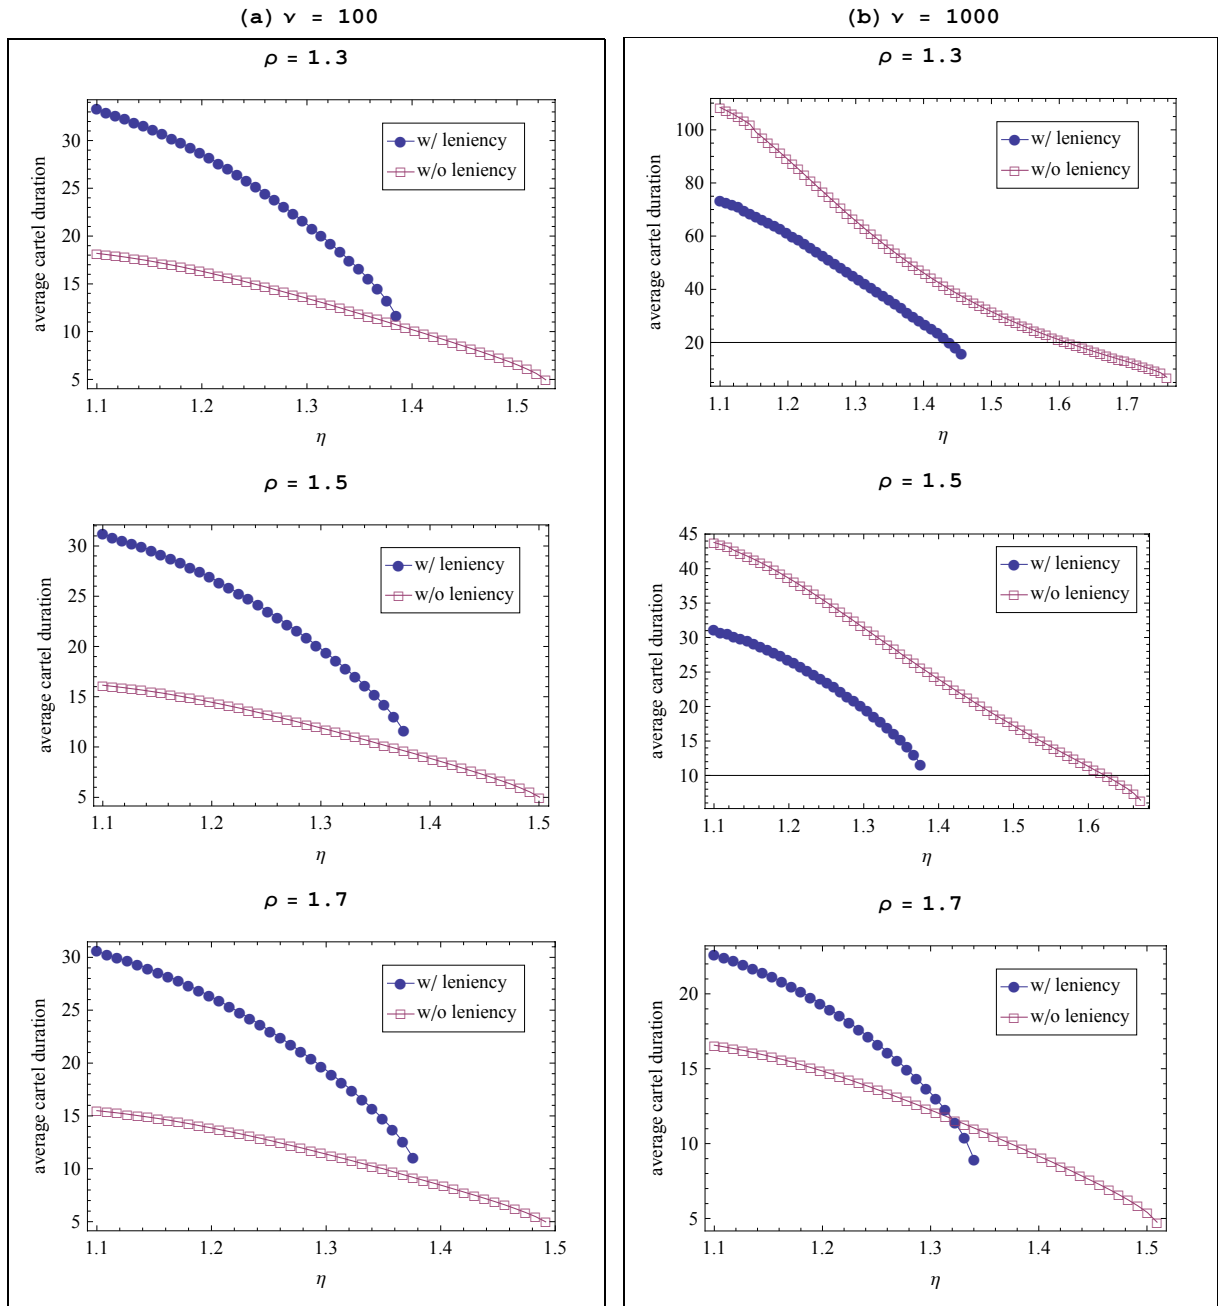 (a) ν = 100
ρ = 1.3
30
25
20
15
10
5
average cartel duration
w/ leniency
w/o leniency
1.1 1.2 1.3 1.4 1.5
η
ρ = 1.5
30
25
20
15
10
5
average cartel duration
w/ leniency
w/o leniency
1.1 1.2 1.3 1.4 1.5
η
ρ = 1.7
30
25
20
15
10
5
average cartel duration
w/ leniency
w/o leniency
1.1 1.2 1.3 1.4 1.5
η
(b) ν = 1000
ρ = 1.3
100
80
60
40
20
average cartel duration
w/ leniency
w/o leniency
1.1 1.2 1.3 1.4 1.5 1.6 1.7
η
ρ = 1.5
45
40
35
30
25
20
15
10
average cartel duration
w/ leniency
w/o leniency
1.1 1.2 1.3 1.4 1.5 1.6
η
ρ = 1.7
20
15
10
5
average cartel duration
w/ leniency
w/o leniency
1.1 1.2 1.3 1.4 1.5
η